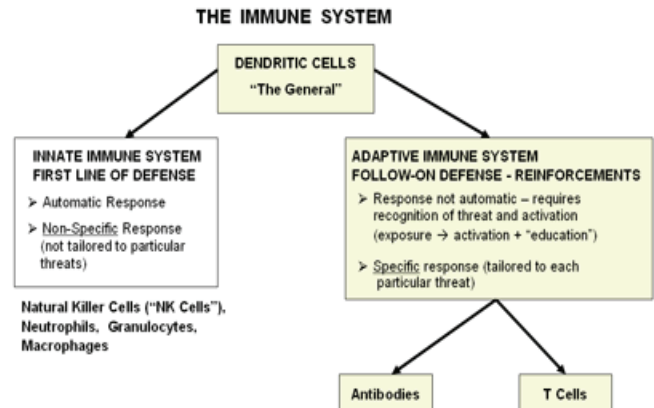 THE IMMUNE SYSTEM
DENDRITIC CELLS
“The General”
INNATE IMMUNE SYSTEM
FIRST LINE OF DEFENSE
➢ Automatic Response
➢ Non-Specific Response
(not tailored to particular
threats)
Natural Killer Cells (“NK Cells”),
Neutrophils, Granulocytes,
Macrophages
ADAPTIVE IMMUNE SYSTEM
FOLLOW-ON DEFENSE - REINFORCEMENTS
➢ Response not automatic – requires
recognition of threat and activation
(exposure → activation + “education”)
➢ Specific response (tailored to each
particular threat)
Antibodies
T Cells